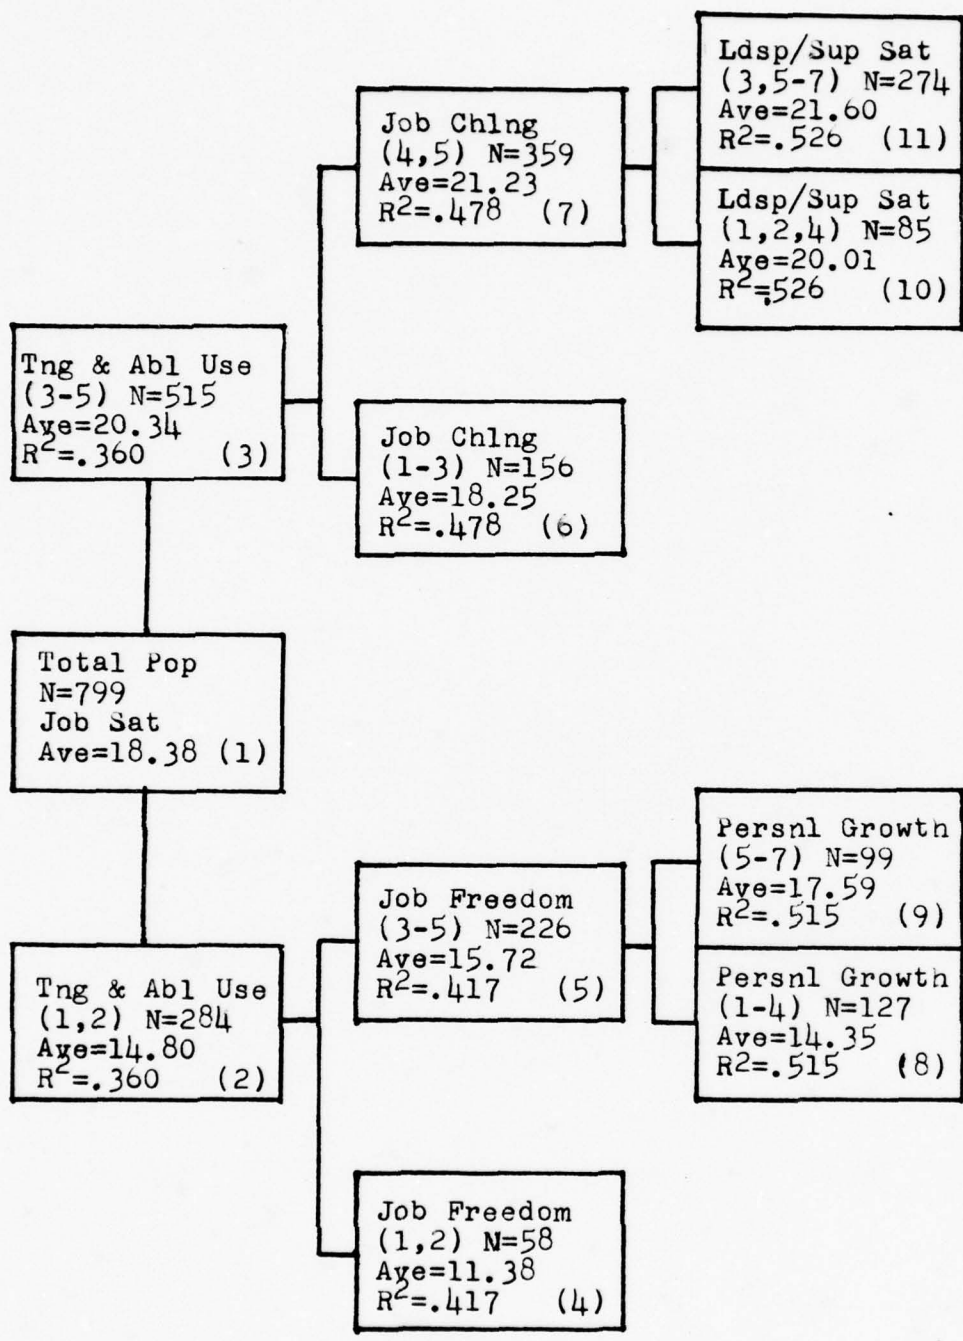 Ldsp/Sup Sat
(3,5-7) N=274
Ave=21.60
R²=.526 (11)
Ldsp/Sup Sat
(1,2,4) N=85
Ave=20.01
R²=.526 (10)
Job Chlng
(4,5) N=359
Ave=21.23
R²=.478 (7)
Tng & Abl Use
(3-5) N=515
Ave=20.34
R²=.360 (3)
Job Chlng
(1-3) N=156
Ave=18.25
R²=.478 (6)
Total Pop
N=799
Job Sat
Ave=18.38 (1)
Persnl Growth
(5-7) N=99
Ave=17.59
R²=.515 (9)
Persnl Growth
(1-4) N=127
Ave=14.35
R²=.515 (8)
Job Freedom
(3-5) N=226
Ave=15.72
R²=.417 (5)
Tng & Abl Use
(1,2) N=284
Ave=14.80
R²=.360 (2)
Job Freedom
(1,2) N=58
Ave=11.38
R²=.417 (4)